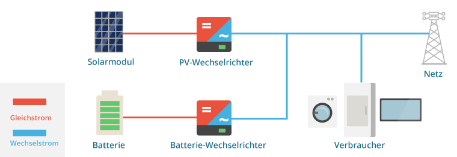 Solarmodul
PV-Wechselrichter
Netz
Gleichstrom
Wechselstrom
Batterie
Batterie-Wechselrichter
Verbraucher